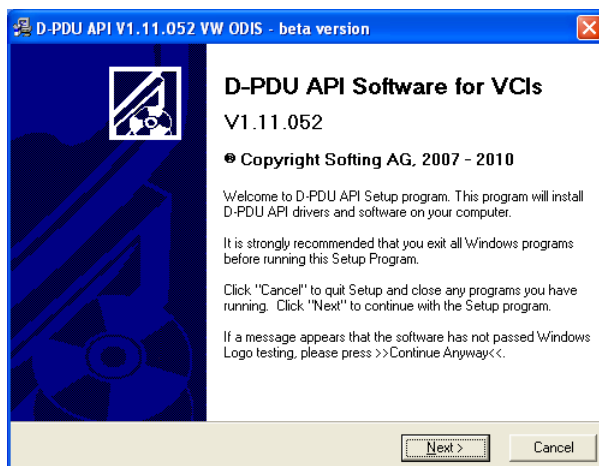 D-PDU API V1.11.052 VW ODIS - beta version
D-PDU API Software for VCIs
V1.11.052
® Copyright Softing AG, 2007 - 2010
Welcome to D-PDU API Setup program. This program will install
D-PDU API drivers and software on your computer.
It is strongly recommended that you exit all Windows programs
before running this Setup Program.
Click "Cancel" to quit Setup and close any programs you have
running. Click "Next" to continue with the Setup program.
If a message appears that the software has not passed Windows
Logo testing, please press >>Continue Anyway<<.
Next >
Cancel